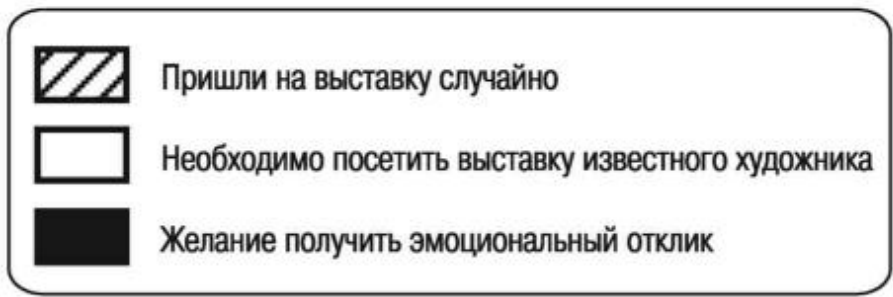 Пришли на выставку случайно
Необходимо посетить выставку известного художника
Желание получить эмоциональный отклик